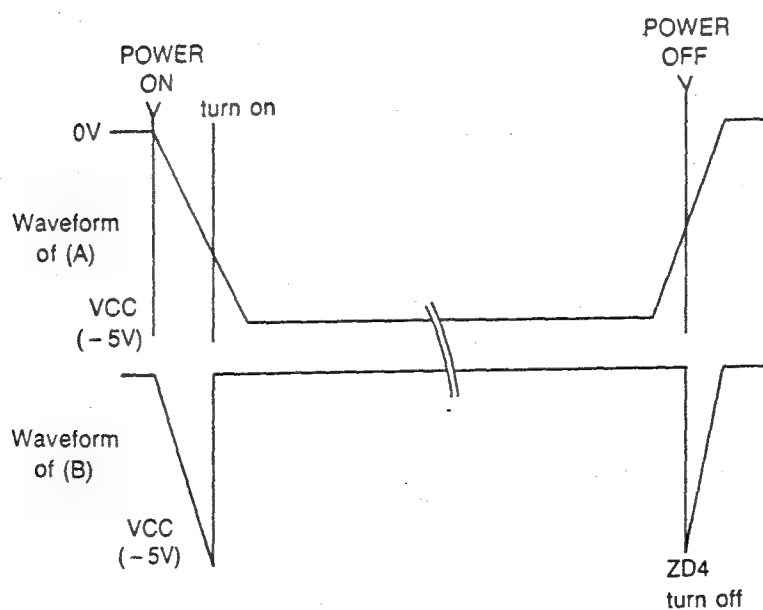 POWER
ON
turn on
POWER
OFF
0V
Waveform
of (A)
VCC
(−5V)
Waveform
of (B)
VCC
(−5V)
ZD4
turn off